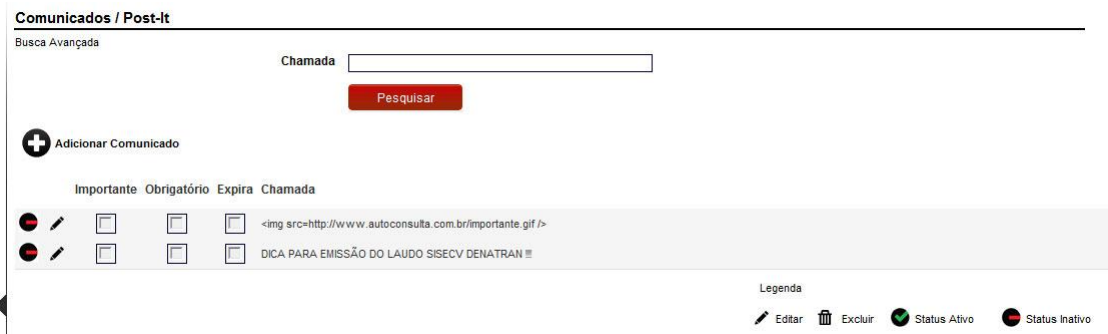 Comunicados / Post-It
Busca Avançada
Chamada
Pesquisar
Adicionar Comunicado
Importante Obrigatório Expira Chamada
<img src=http://www.autoconsulta.com.br/importante.gif />
DICA PARA EMISSÃO DO LAUDO SISECV DENATRAN !!!
Legenda
Editar Excluir Status Ativo Status Inativo